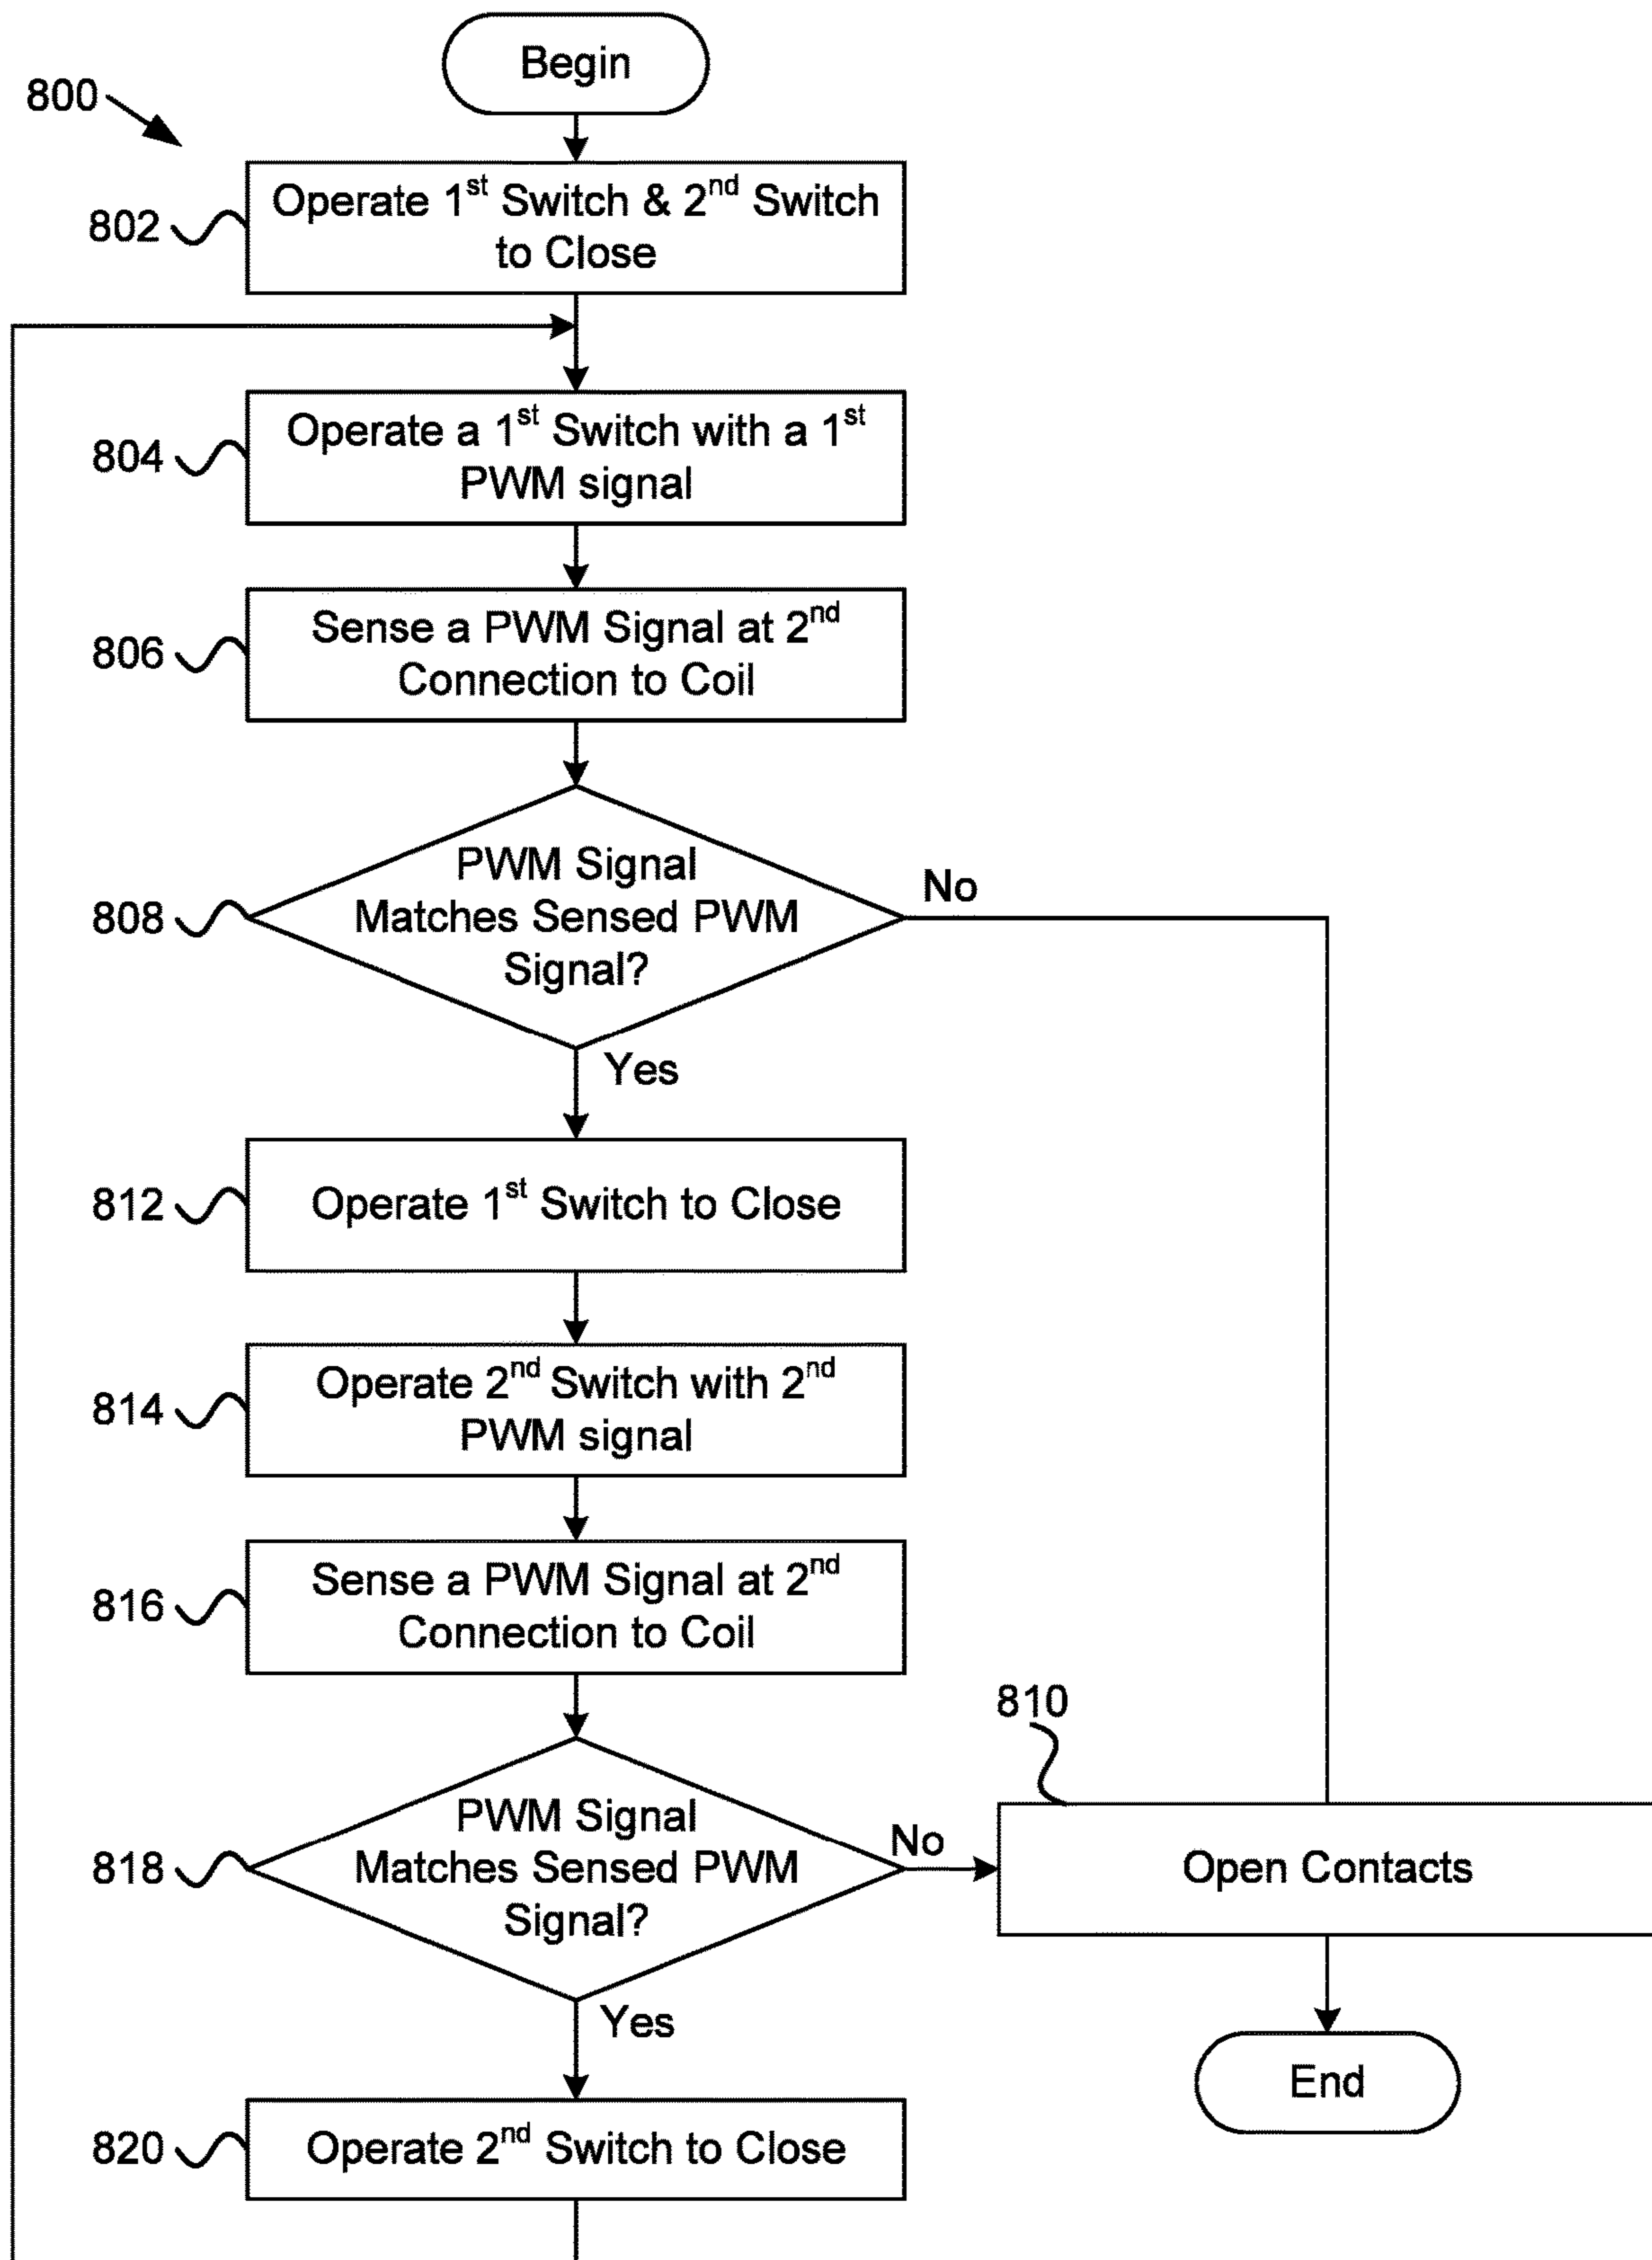 Begin
800
802
Operate 1st Switch & 2nd Switch
to Close
804
Operate a 1st Switch with a 1st
PWM signal
806
Sense a PWM Signal at 2nd
Connection to Coil
808
PWM Signal
Matches Sensed PWM
Signal?
No
Yes
812
Operate 1st Switch to Close
814
Operate 2nd Switch with 2nd
PWM signal
816
Sense a PWM Signal at 2nd
Connection to Coil
818
PWM Signal
Matches Sensed PWM
Signal?
No
810
Open Contacts
Yes
End
820
Operate 2nd Switch to Close